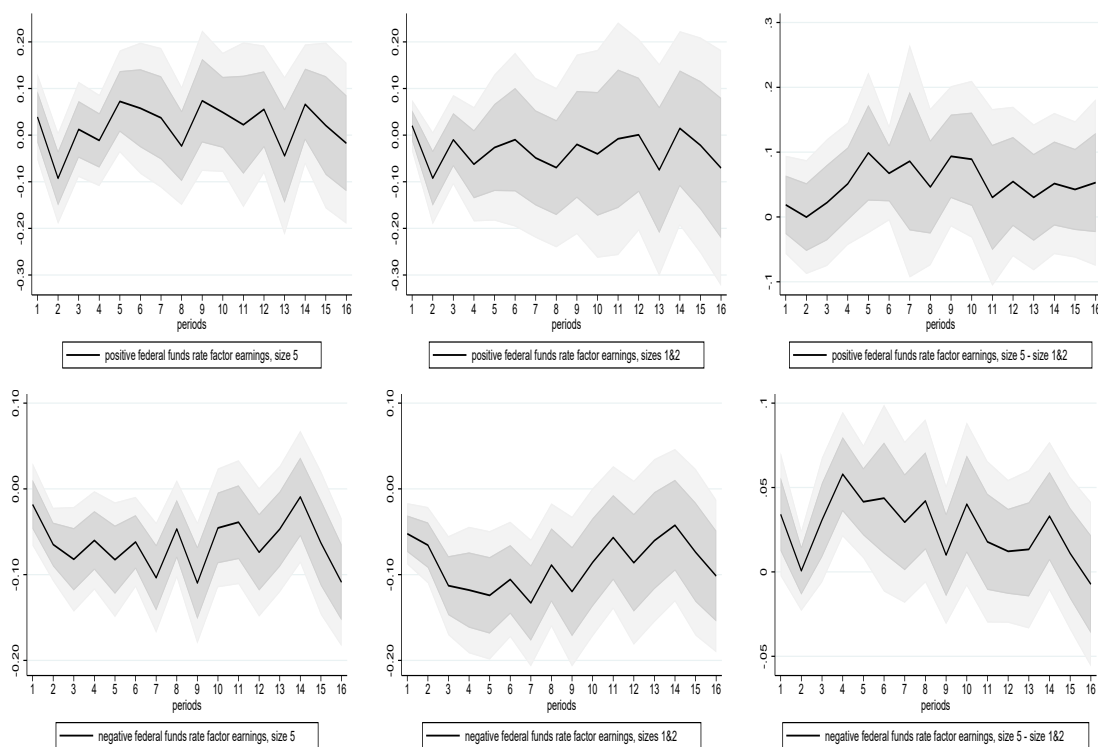 0.20
0.10
0.00
-0.10
-0.20
-0.30
1 2 3 4 5 6 7 8 9 10 11 12 13 14 15 16
periods
positive federal funds rate factor earnings, size 5
0.20
0.10
0.00
-0.10
-0.20
-0.30
1 2 3 4 5 6 7 8 9 10 11 12 13 14 15 16
periods
positive federal funds rate factor earnings, sizes 1&2
.3
.2
.1
0
-.1
1 2 3 4 5 6 7 8 9 10 11 12 13 14 15 16
periods
positive federal funds rate factor earnings, size 5 - size 1&2
0.10
0.00
-0.10
-0.20
1 2 3 4 5 6 7 8 9 10 11 12 13 14 15 16
periods
negative federal funds rate factor earnings, size 5
0.10
0.00
-0.10
-0.20
1 2 3 4 5 6 7 8 9 10 11 12 13 14 15 16
periods
negative federal funds rate factor earnings, sizes 1&2
.1
.05
0
-.05
1 2 3 4 5 6 7 8 9 10 11 12 13 14 15 16
periods
negative federal funds rate factor earnings, size 5 - size 1&2